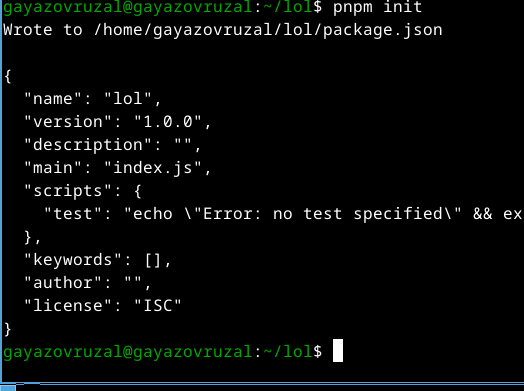 gayazovruzal@gayazovruzal:~/lol$ pnpm init
Wrote to /home/gayazovruzal/lol/package.json

{
  "name": "lol",
  "version": "1.0.0",
  "description": "",
  "main": "index.js",
  "scripts": {
    "test": "echo \"Error: no test specified\" && ex
  },
  "keywords": [],
  "author": "",
  "license": "ISC"
}
gayazovruzal@gayazovruzal:~/lol$